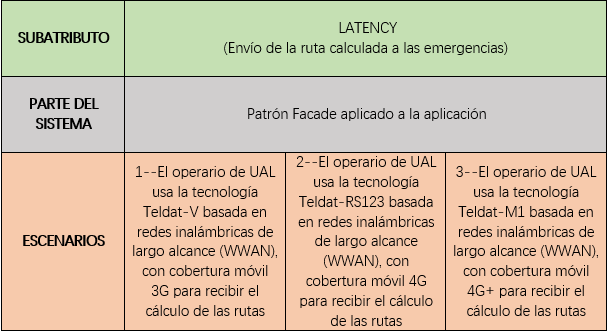 SUBATRIBUTO
LATENCY
(Envío de la ruta calculada a las emergencias)
PARTE DEL
SISTEMA
Patrón Facade aplicado a la aplicación
ESCENARIOS
1--El operario de UAL
usa la tecnología
Teldat-V basada en
redes inalámbricas de
largo alcance (WWAN),
con cobertura móvil
3G para recibir el
cálculo de las rutas
2--El operario de UAL
usa la tecnología
Teldat-RS123 basada
en redes inalámbricas
de largo alcance
(WWAN), con
cobertura móvil 4G
para recibir el cálculo
de las rutas
3--El operario de UAL
usa la tecnología
Teldat-M1 basada en
redes inalámbricas de
largo alcance (WWAN),
con cobertura móvil
4G+ para recibir el
cálculo de las rutas